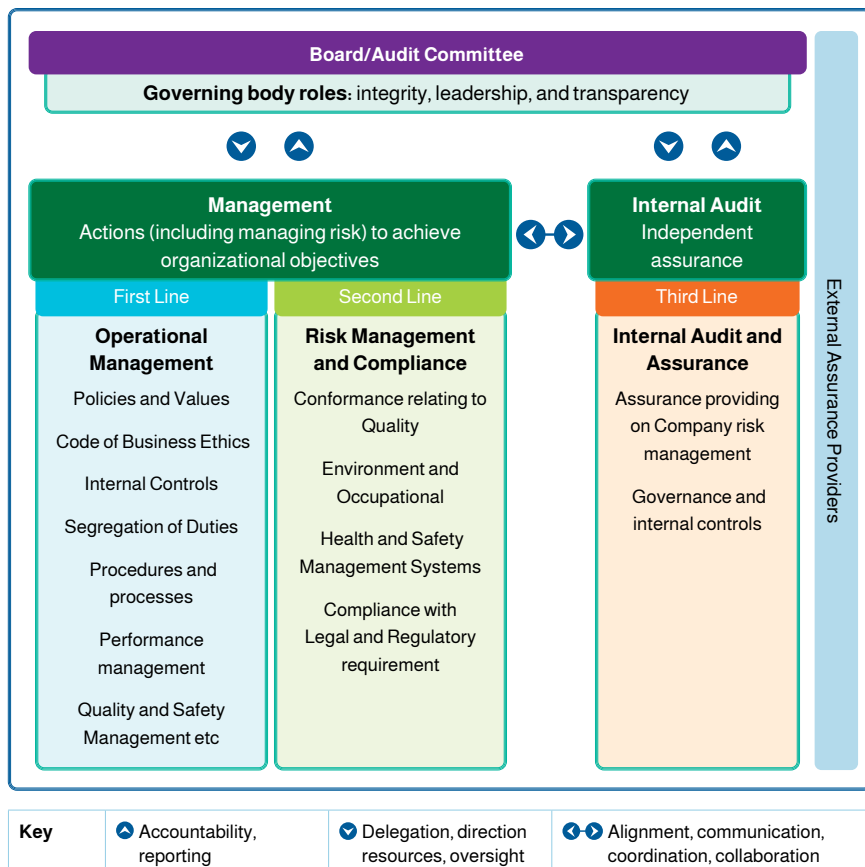 Board/Audit Committee
Governing body roles: integrity, leadership, and transparency
Management
Actions (including managing risk) to achieve
organizational objectives
Internal Audit
Independent
assurance
First Line
Second Line
Third Line
Operational
Management
Policies and Values
Code of Business Ethics
Internal Controls
Segregation of Duties
Procedures and
processes
Performance
management
Quality and Safety
Management etc
Risk Management
and Compliance
Conformance relating to
Quality
Environment and
Occupational
Health and Safety
Management Systems
Compliance with
Legal and Regulatory
requirement
Internal Audit and
Assurance
Assurance providing
on Company risk
management
Governance and
internal controls
External Assurance Providers
Key
Accountability,
reporting
Delegation, direction
resources, oversight
Alignment, communication,
coordination, collaboration